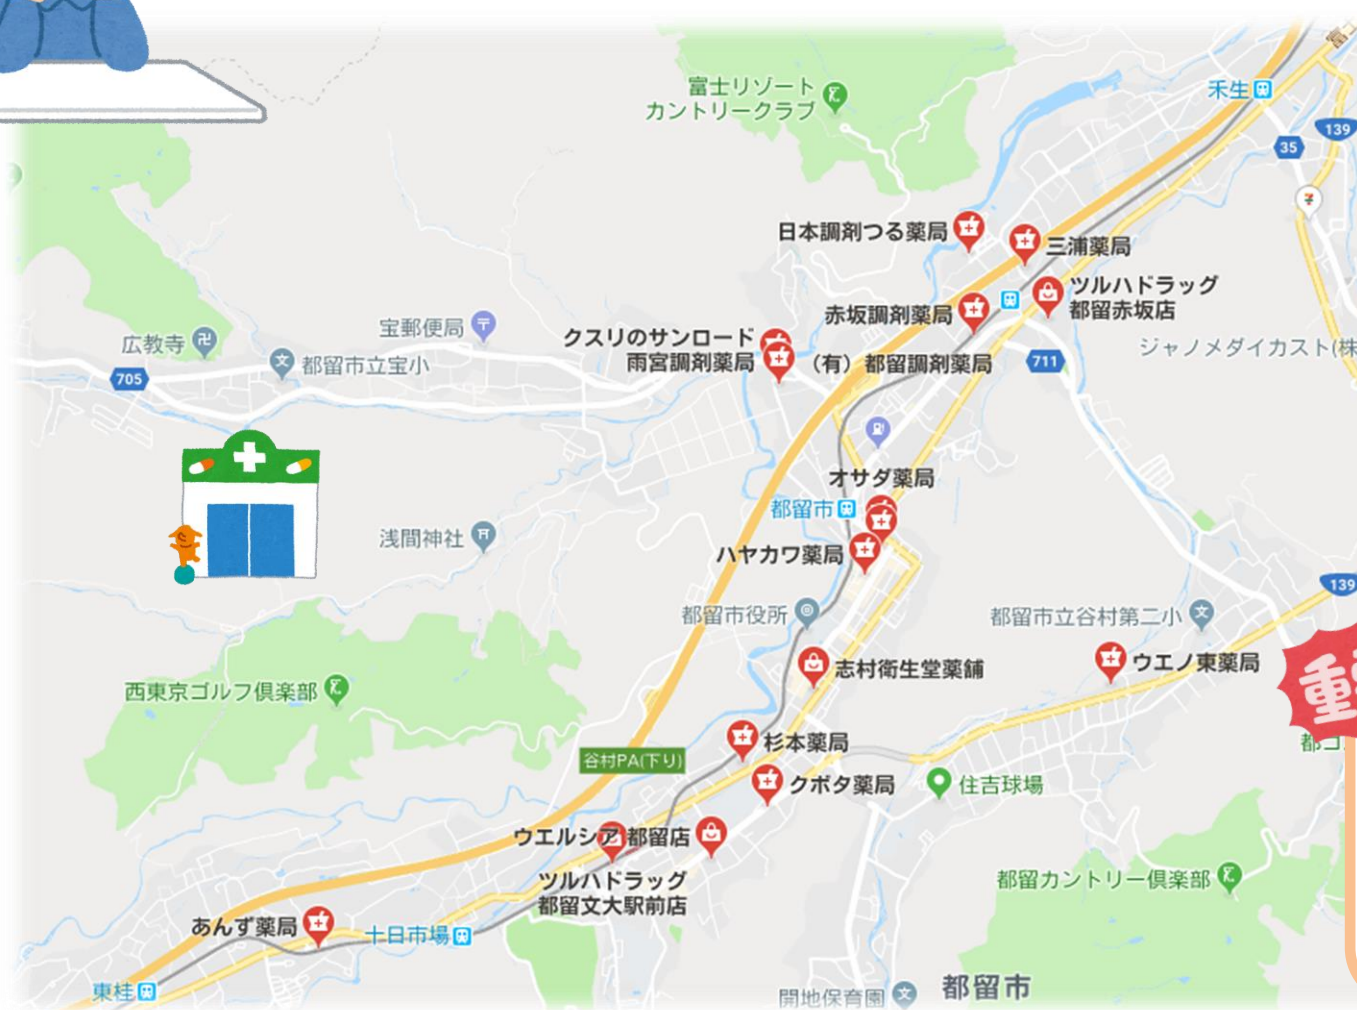 富士リゾート
カントリークラブ
禾生
139
35
日本調剤つる薬局
三浦薬局
ツルハドラッグ
都留赤坂店
赤坂調剤薬局
宝郵便局
クスリのサンロード
雨宮調剤薬局
(有)都留調剤薬局
711
ジャノメダイカスト(株
広教寺
都留市立宝小
705
オサダ薬局
都留市
浅間神社
ハヤカワ薬局
139
都留市役所
都留市立谷村第二小
志村衛生堂薬舗
ウエノ東薬局
西東京ゴルフ倶楽部
杉本薬局
谷村PA(下り)
クボタ薬局
住吉球場
ウエルシア 都留店
ツルハドラッグ
都留文大駅前店
都留カントリー倶楽部
あんず薬局
十日市場
東桂
開地保育園
都留市